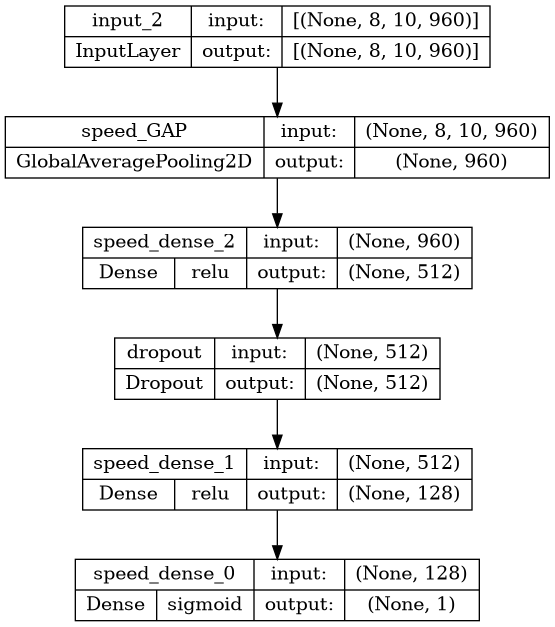 input_2 input: [(None, 8, 10, 960)]
InputLayer output: [(None, 8, 10, 960)]
speed_GAP input: (None, 8, 10, 960)
GlobalAveragePooling2D output: (None, 960)
speed_dense_2 input: (None, 960)
Dense relu output: (None, 512)
dropout input: (None, 512)
Dropout output: (None, 512)
speed_dense_1 input: (None, 512)
Dense relu output: (None, 128)
speed_dense_0 input: (None, 128)
Dense sigmoid output: (None, 1)